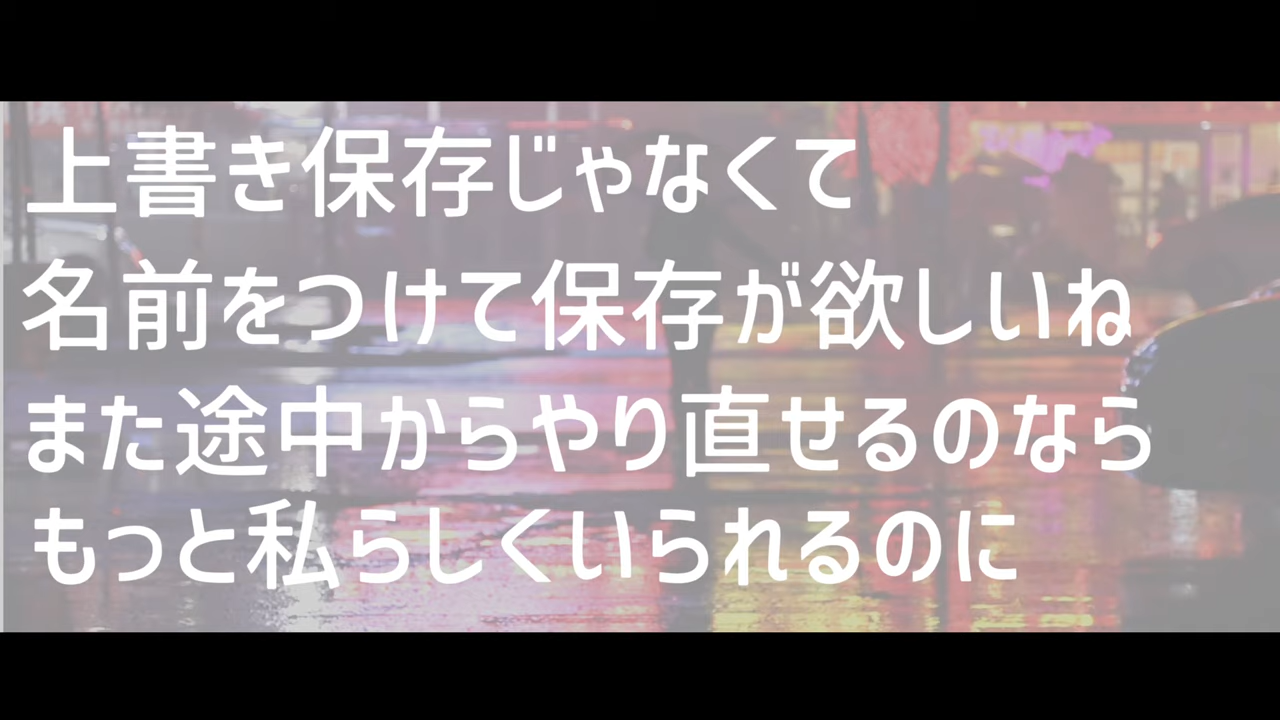 上書き保存じゃなくて
名前をつけて保存が欲しいね
また途中からやり直せるのなら
もっと私らしくいられるのに